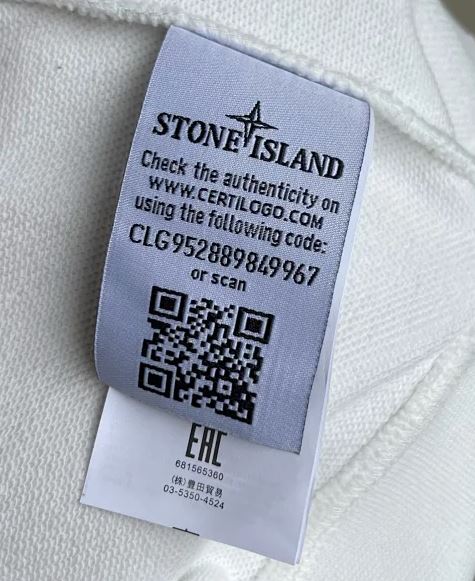 STONE ISLAND
Check the authenticity on
WWW.CERTILOGO.COM
using the following code:
CLG952889849967
or scan
EAC
681565360
(株)豊田貿易
03-5350-4524